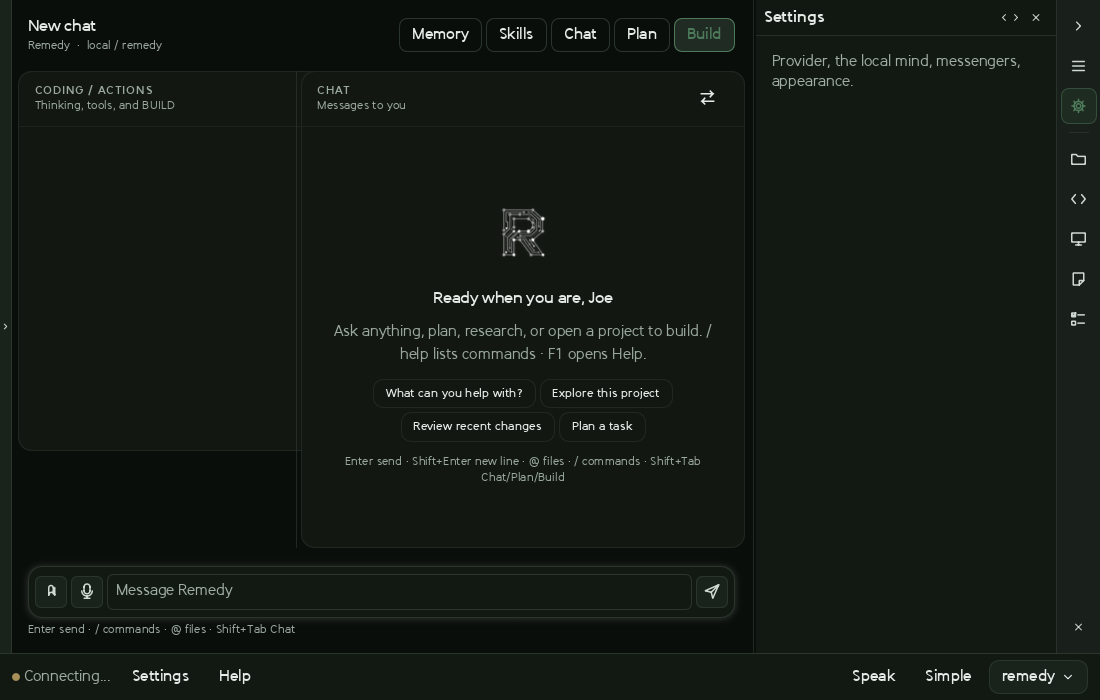 New chat
Remedy · local / remedy
Memory
Skills
Chat
Plan
Build
CODING / ACTIONS
Thinking, tools, and BUILD
CHAT
Messages to you
R
Ready when you are, Joe
Ask anything, plan, research, or open a project to build. /
help lists commands · F1 opens Help.
What can you help with?
Explore this project
Review recent changes
Plan a task
Enter send · Shift+Enter new line · @ files · / commands · Shift+Tab
Chat/Plan/Build
Message Remedy
Enter send · / commands · @ files · Shift+Tab Chat
Settings
Provider, the local mind, messengers,
appearance.
Connecting...
Settings
Help
Speak
Simple
remedy